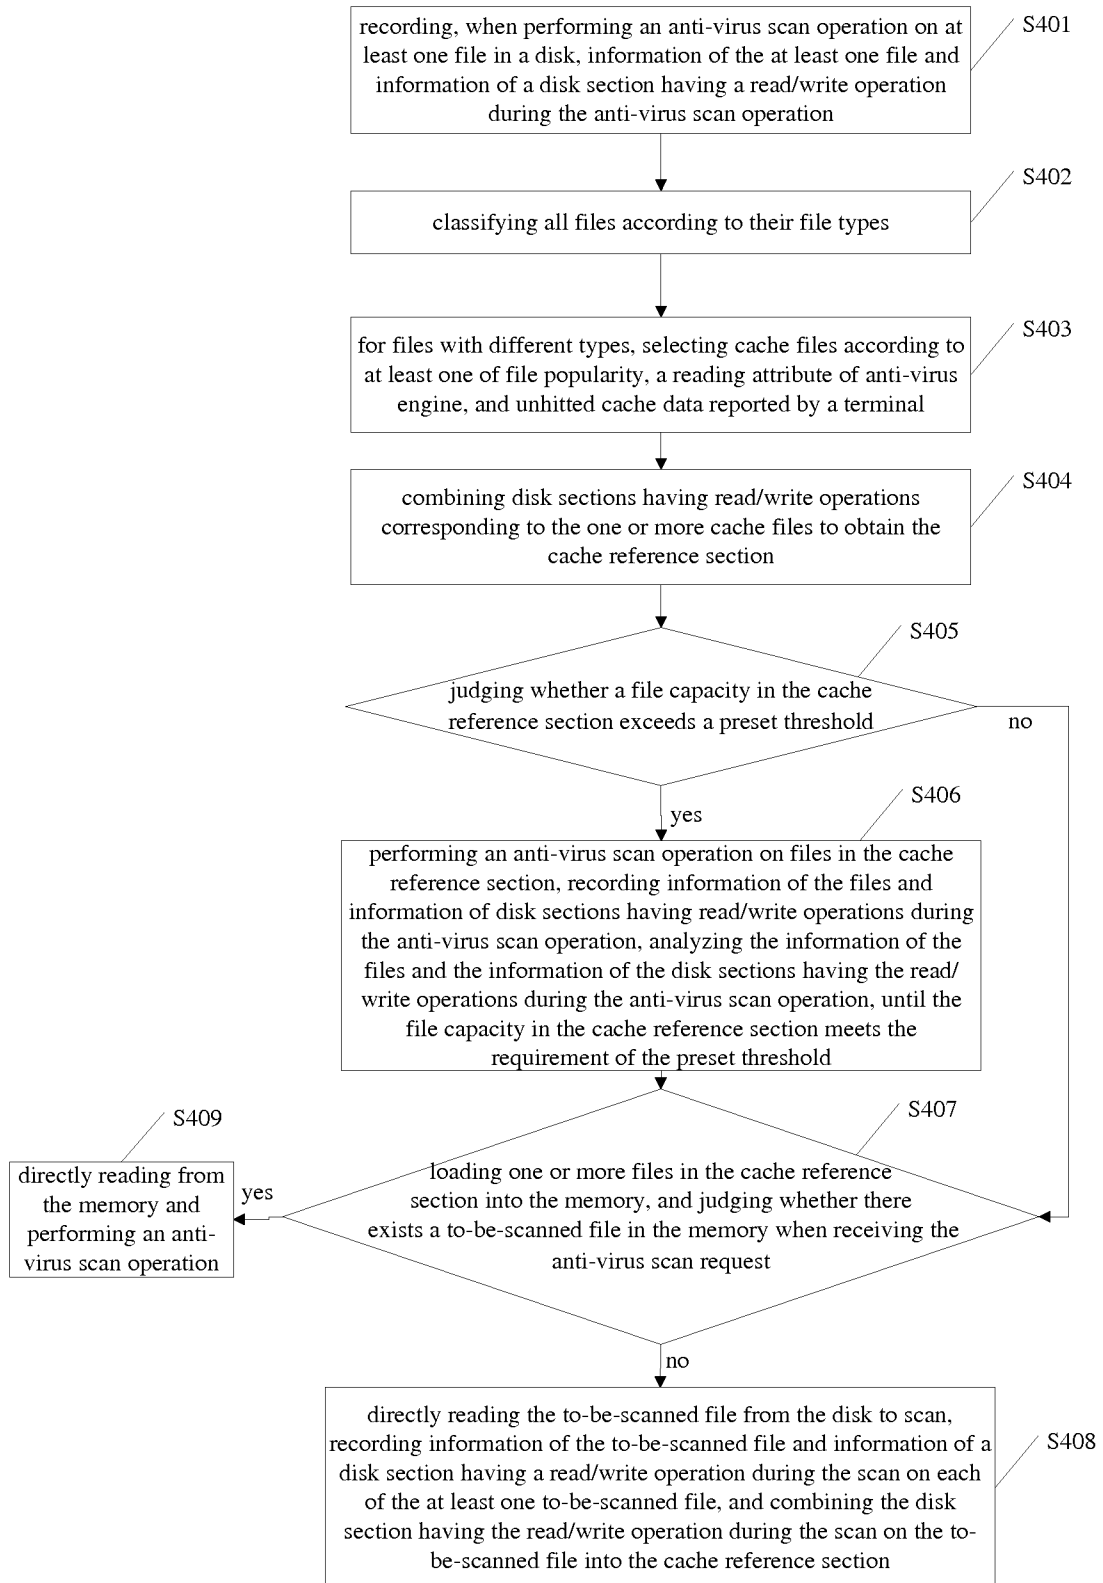 recording, when performing an anti-virus scan operation on at
least one file in a disk, information of the at least one file and
information of a disk section having a read/write operation
during the anti-virus scan operation
S401
S402
classifying all files according to their file types
S403
for files with different types, selecting cache files according to
at least one of file popularity, a reading attribute of anti-virus
engine, and unhitted cache data reported by a terminal
S404
combining disk sections having read/write operations
corresponding to the one or more cache files to obtain the
cache reference section
S405
judging whether a file capacity in the cache
reference section exceeds a preset threshold
no
yes
S406
performing an anti-virus scan operation on files in the cache
reference section, recording information of the files and
information of disk sections having read/write operations during
the anti-virus scan operation, analyzing the information of the
files and the information of the disk sections having the read/
write operations during the anti-virus scan operation, until the
file capacity in the cache reference section meets the
requirement of the preset threshold
S407
loading one or more files in the cache reference
section into the memory, and judging whether there
exists a to-be-scanned file in the memory when receiving the
anti-virus scan request
yes
S409
directly reading from
the memory and
performing an anti-
virus scan operation
no
S408
directly reading the to-be-scanned file from the disk to scan,
recording information of the to-be-scanned file and information of a
disk section having a read/write operation during the scan on each
of the at least one to-be-scanned file, and combining the disk
section having the read/write operation during the scan on the to-
be-scanned file into the cache reference section